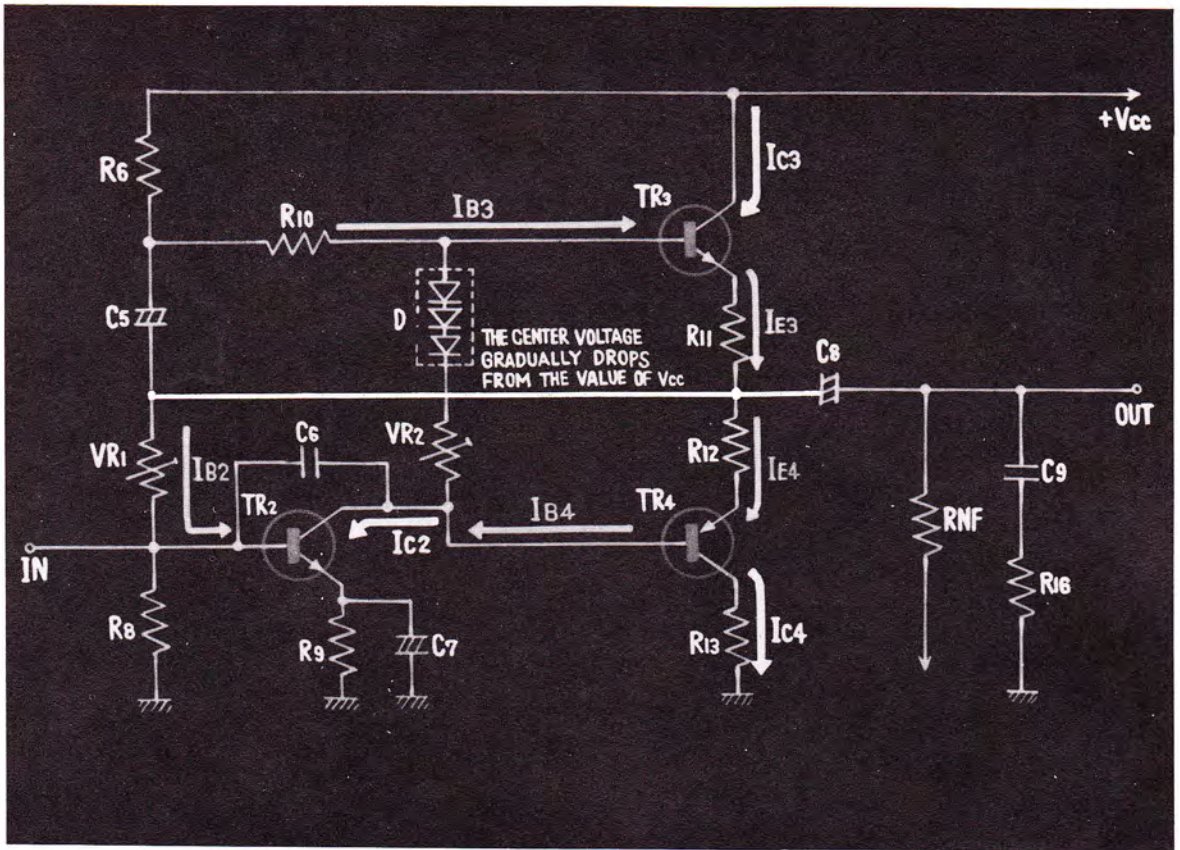 +Vcc
R6
IC3
TR3
IB3
R10
C5
D
THE CENTER VOLTAGE
GRADUALLY DROPS
FROM THE VALUE OF Vcc
R11
IE3
C8
OUT
VR1
IB2
C6
VR2
R12
IE4
C9
TR2
IC2
IB4
TR4
RNF
IN
R16
R8
R9
C7
R13
IC4